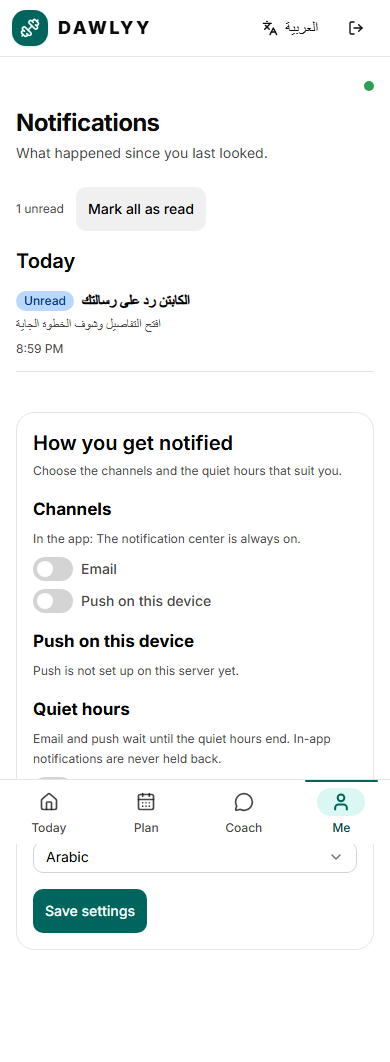 DAWLYY
العربية
Notifications
What happened since you last looked.
1 unread
Mark all as read
Today
Unread
الكابتن رد على رسالتك
افتح التفاصيل وشوف الخطوة الجاية
8:59 PM
How you get notified
Choose the channels and the quiet hours that suit you.
Channels
In the app: The notification center is always on.
Email
Push on this device
Push on this device
Push is not set up on this server yet.
Quiet hours
Email and push wait until the quiet hours end. In-app
notifications are never held back.
Today
Plan
Coach
Me
Arabic
Save settings